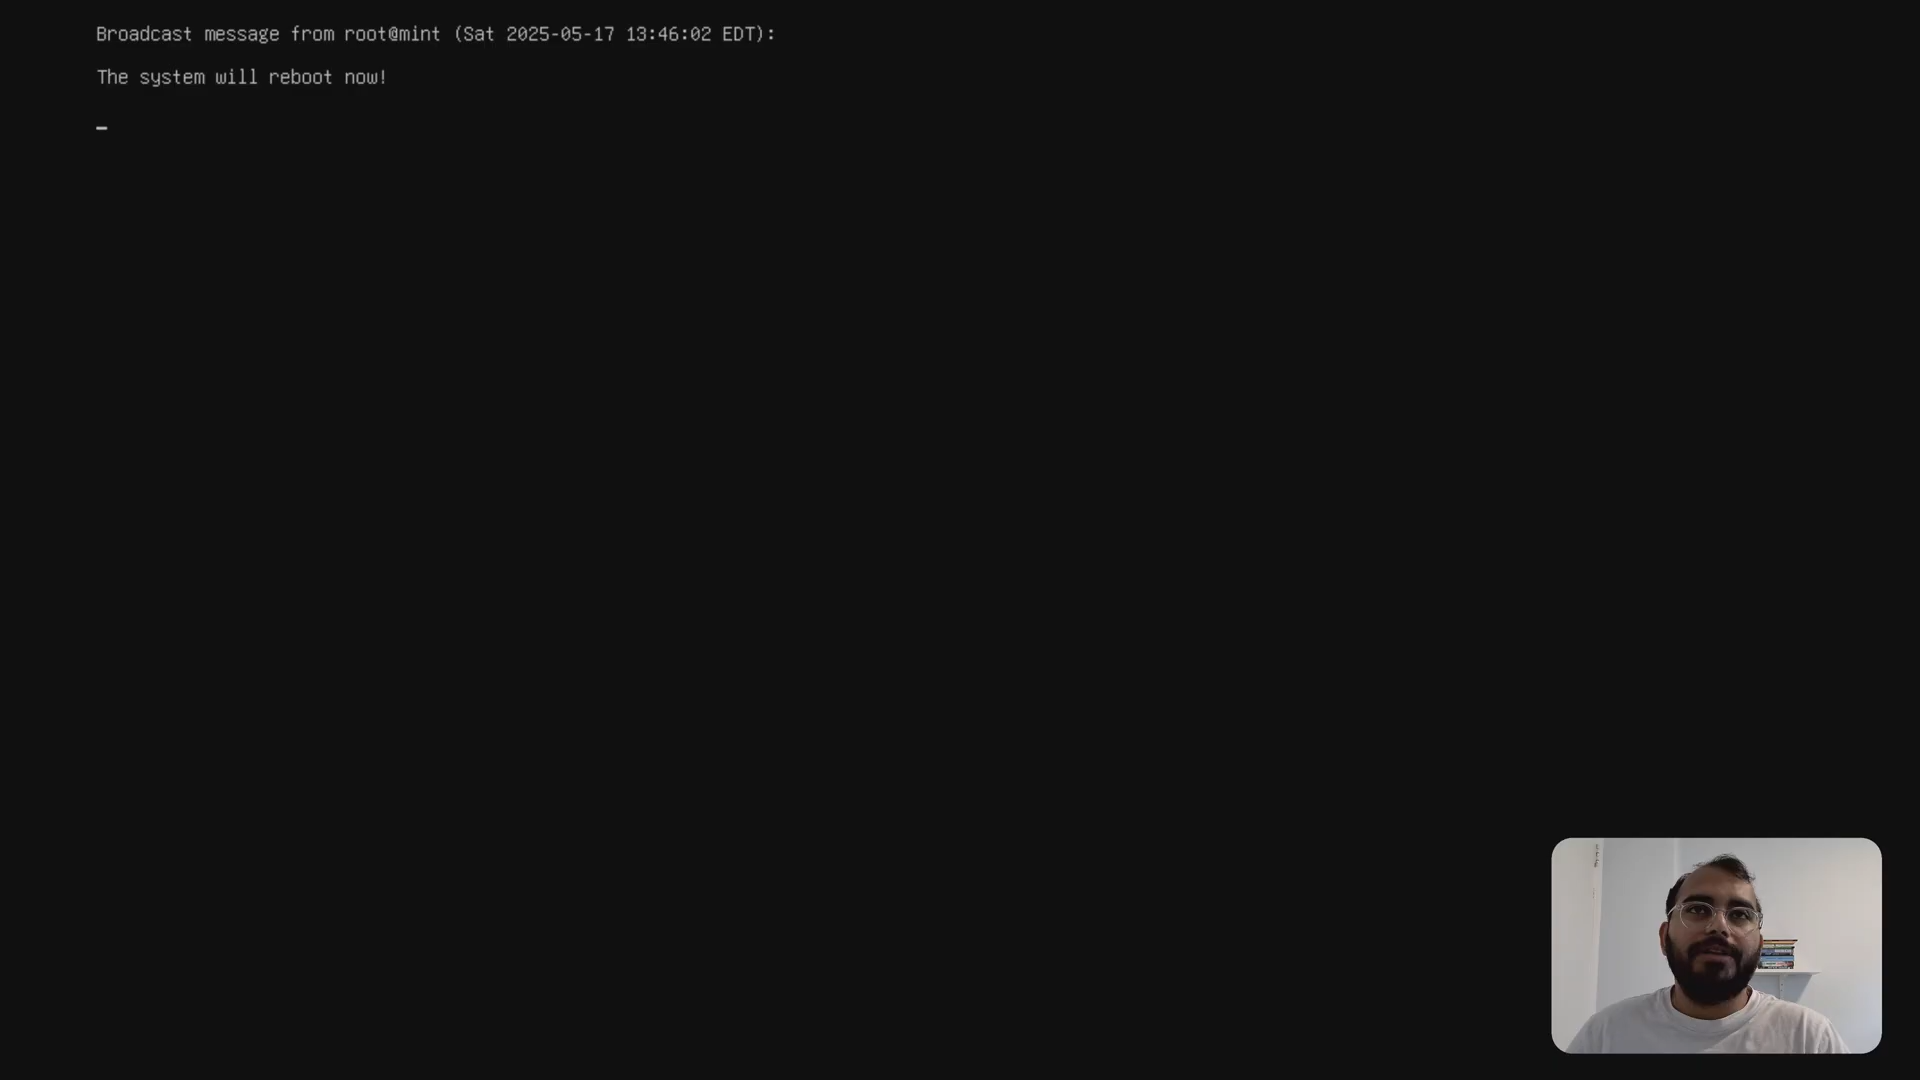 Broadcast message from root@mint (Sat 2025-05-17 13:46:02 EDT):
The system will reboot now!